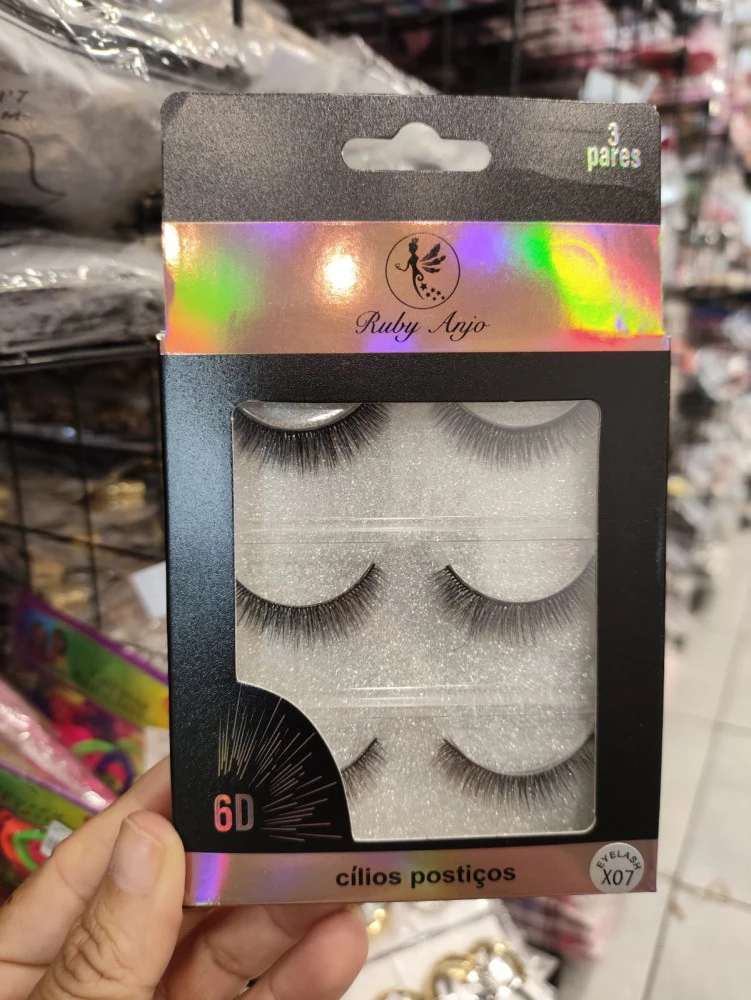 3
pares
Ruby Anjo
6D
cílios postiços
EYELASH
X07